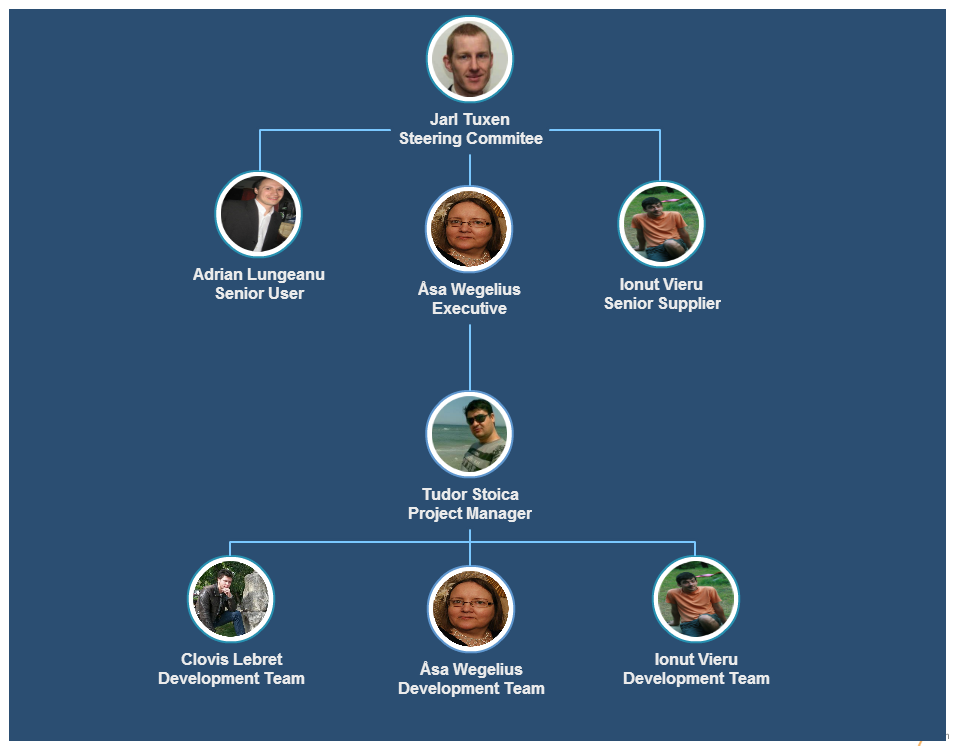 Jarl Tuxen
Steering Commitee
Adrian Lungeanu
Senior User
Åsa Wegelius
Executive
Ionut Vieru
Senior Supplier
Tudor Stoica
Project Manager
Clovis Lebret
Development Team
Åsa Wegelius
Development Team
Ionut Vieru
Development Team